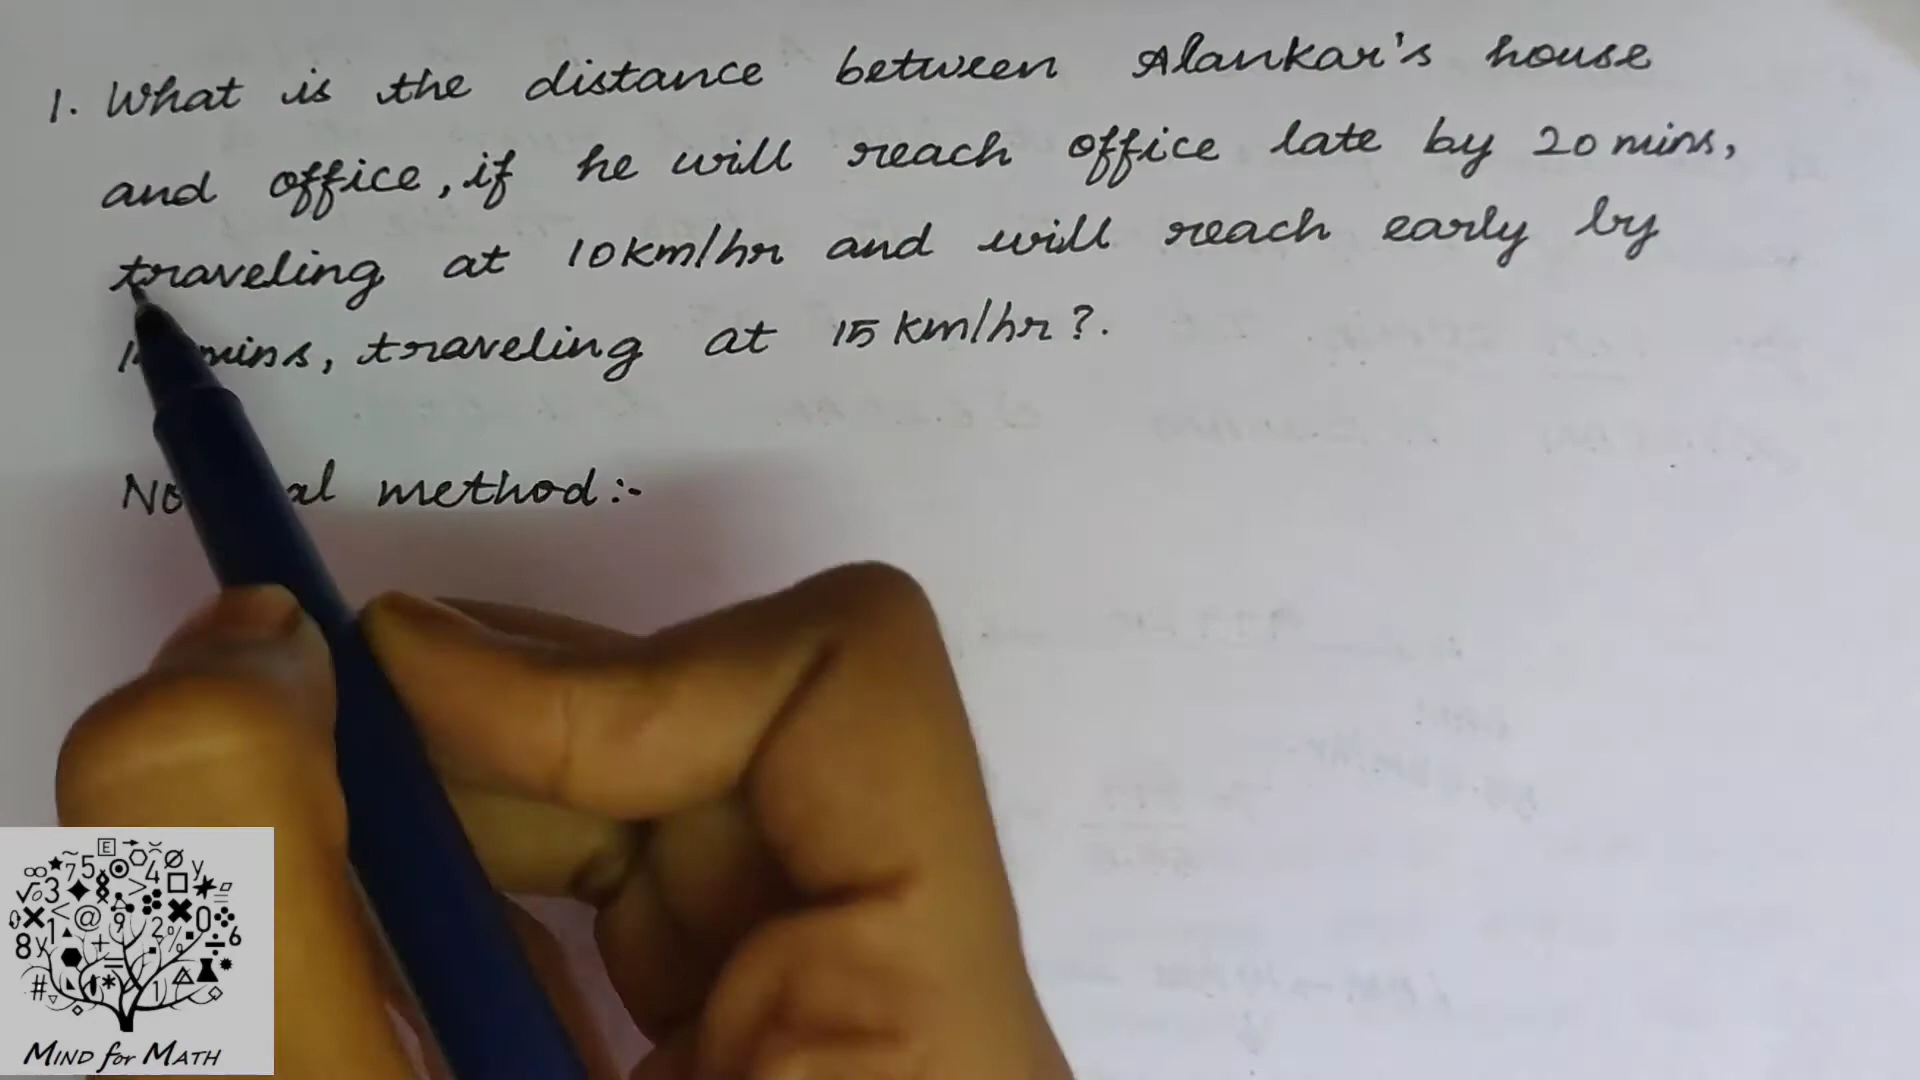 1. What is the distance between Alankar's house
and office, if he will reach office late by 20 mins,
traveling at 10km/hr and will reach early by
mins, traveling at 15 km/hr?.
method:-
MIND for MATH